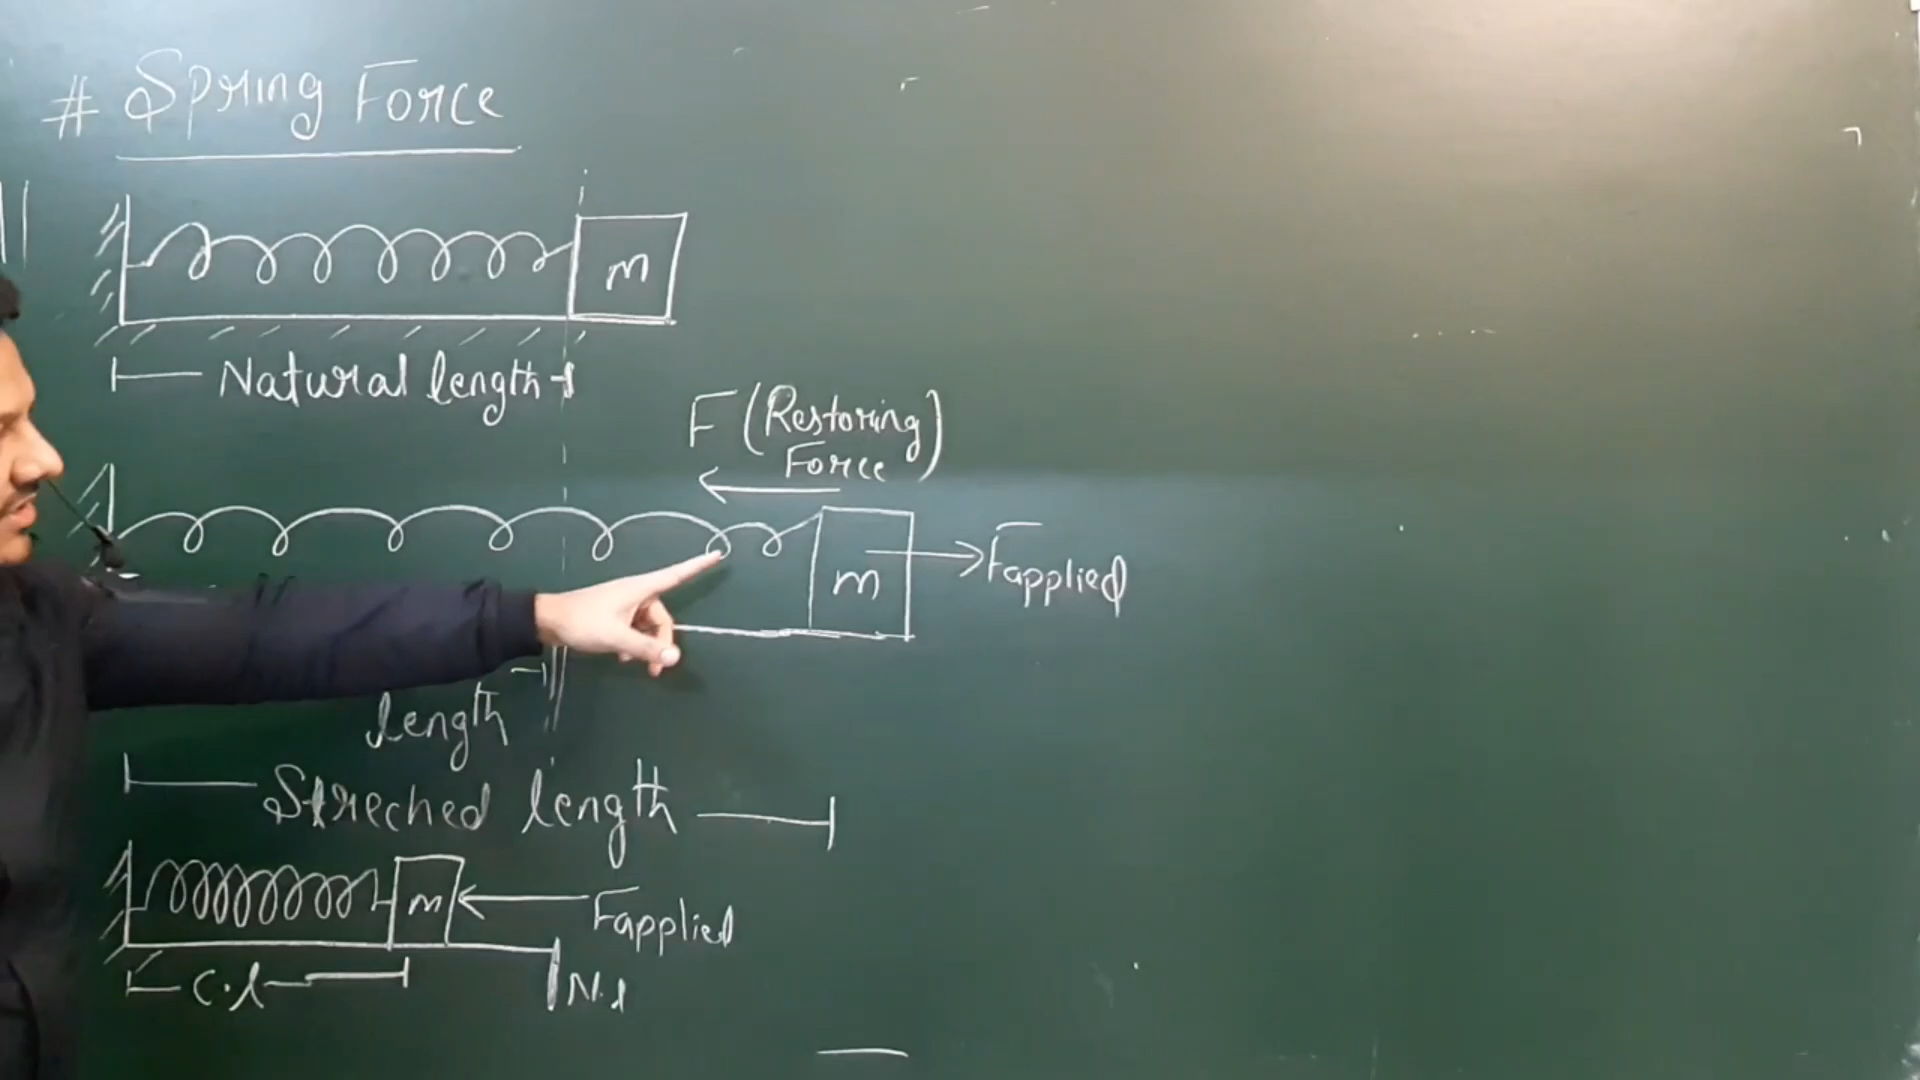 # Spring Force
m
Natural length
F (Restoring
Force)
m
Fapplied
length
Streched length
m
Fapplied
C.l
N.l